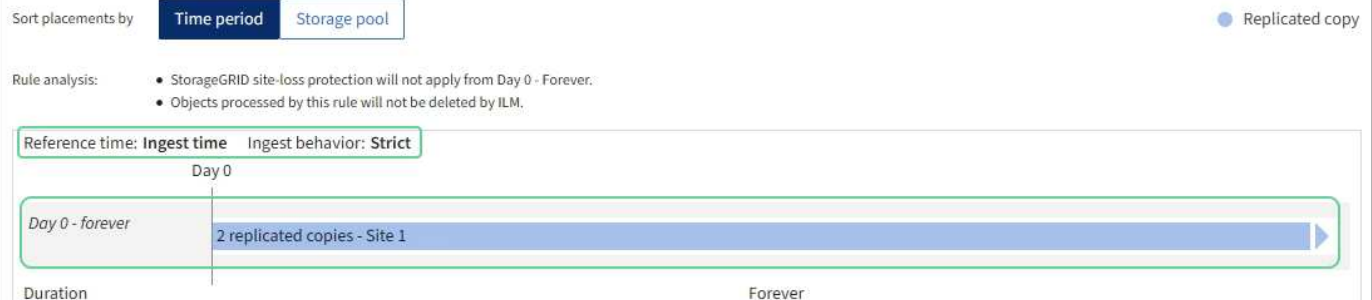 Sort placements by Time period Storage pool Replicated copy
Rule analysis: • StorageGRID site-loss protection will not apply from Day 0 - Forever.
• Objects processed by this rule will not be deleted by ILM.
Reference time: Ingest time Ingest behavior: Strict
Day 0
Day 0 - forever
2 replicated copies - Site 1
Duration Forever